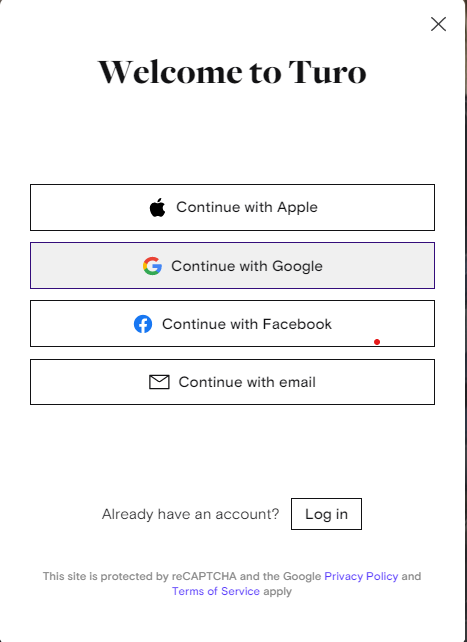 Welcome to Turo
Continue with Apple
Continue with Google
Continue with Facebook
Continue with email
Already have an account? Log in
This site is protected by reCAPTCHA and the Google Privacy Policy and
Terms of Service apply